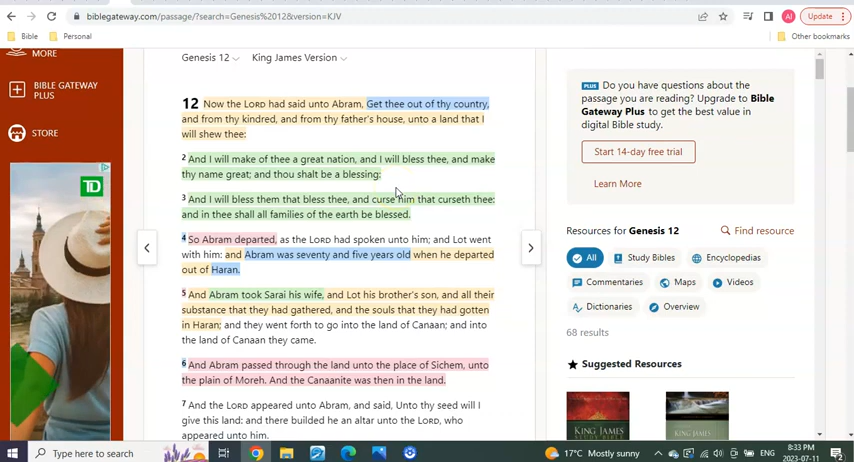 biblegateway.com/passage/?search=Genesis%2012&version=KJV
AI
Update
Bible
Personal
Other bookmarks
MORE
BIBLE GATEWAY
PLUS
STORE
TD
Genesis 12
King James Version
12 Now the LORD had said unto Abram, Get thee out of thy country,
and from thy kindred, and from thy father's house, unto a land that I
will shew thee:
2 And I will make of thee a great nation, and I will bless thee, and make
thy name great; and thou shalt be a blessing:
3 And I will bless them that bless thee, and curse him that curseth thee:
and in thee shall all families of the earth be blessed.
4 So Abram departed, as the LORD had spoken unto him; and Lot went
with him: and Abram was seventy and five years old when he departed
out of Haran.
5 And Abram took Sarai his wife, and Lot his brother's son, and all their
substance that they had gathered, and the souls that they had gotten
in Haran; and they went forth to go into the land of Canaan; and into
the land of Canaan they came.
6 And Abram passed through the land unto the place of Sichem, unto
the plain of Moreh. And the Canaanite was then in the land.
7 And the LORD appeared unto Abram, and said, Unto thy seed will I
give this land: and there builded he an altar unto the LORD, who
appeared unto him.
PLUS Do you have questions about the
passage you are reading? Upgrade to Bible
Gateway Plus to get the best value in
digital Bible study.
Start 14-day free trial
Learn More
Resources for Genesis 12
Find resource
All
Study Bibles
Encyclopedias
Commentaries
Maps
Videos
Dictionaries
Overview
68 results
Suggested Resources
KING JAMES
KING JAMES
Type here to search
17°C Mostly sunny
ENG
8:33 PM
2023-07-11
2